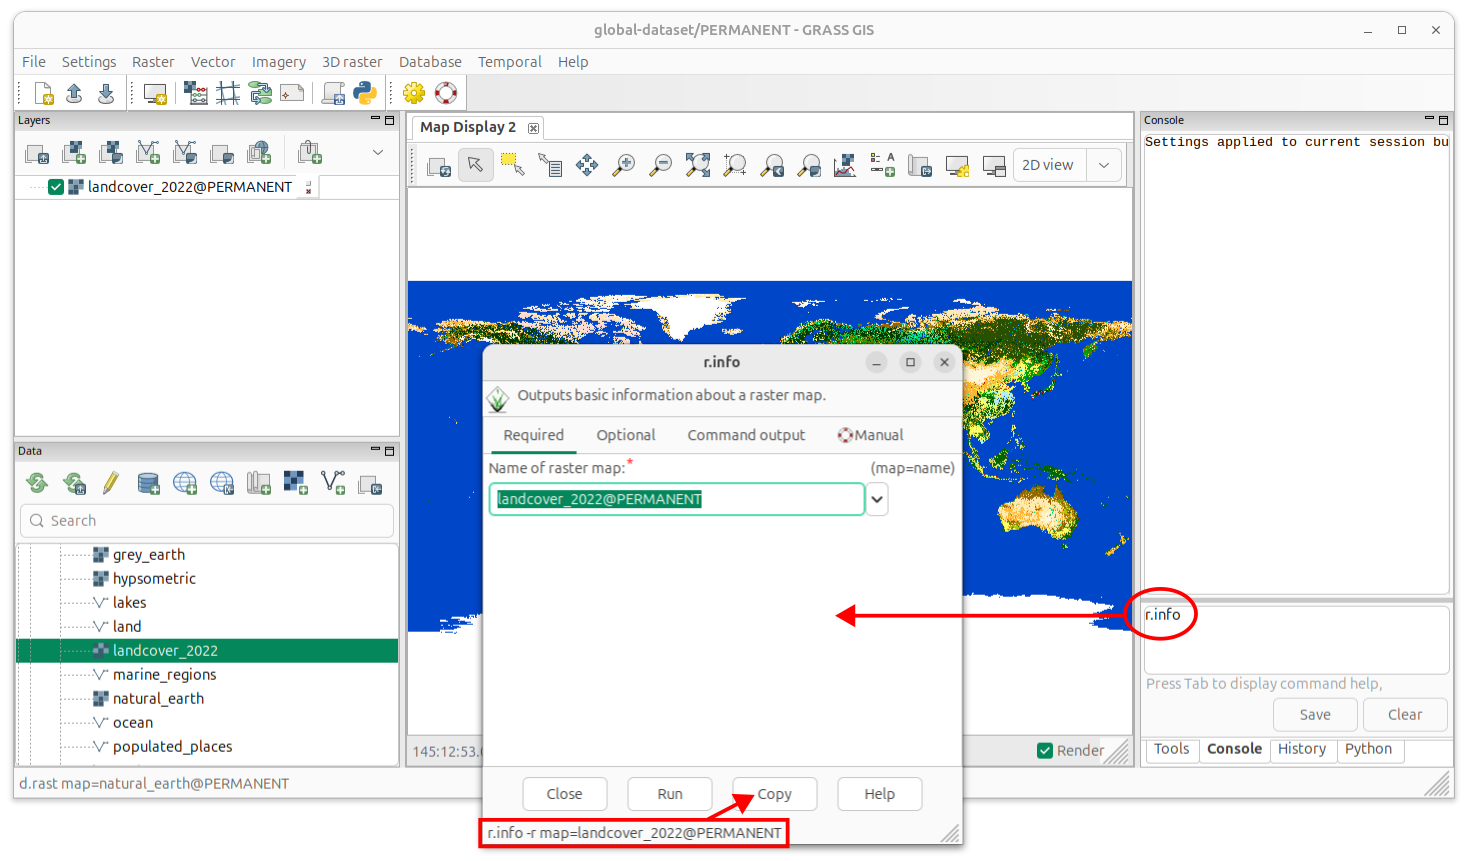 global-dataset/PERMANENT - GRASS GIS
File Settings Raster Vector Imagery 3D raster Database Temporal Help
Layers
landcover_2022@PERMANENT
Data
Search
grey_earth
hypsometric
lakes
land
landcover_2022
marine_regions
natural_earth
ocean
populated_places
d.rast map=natural_earth@PERMANENT
Map Display 2
2D view
145:12:53.
Render
r.info
Outputs basic information about a raster map.
Required Optional Command output Manual
Name of raster map:* (map=name)
landcover_2022@PERMANENT
Close Run Copy Help
r.info -r map=landcover_2022@PERMANENT
Console
Settings applied to current session bu
r.info
Press Tab to display command help,
Save Clear
Tools Console History Python